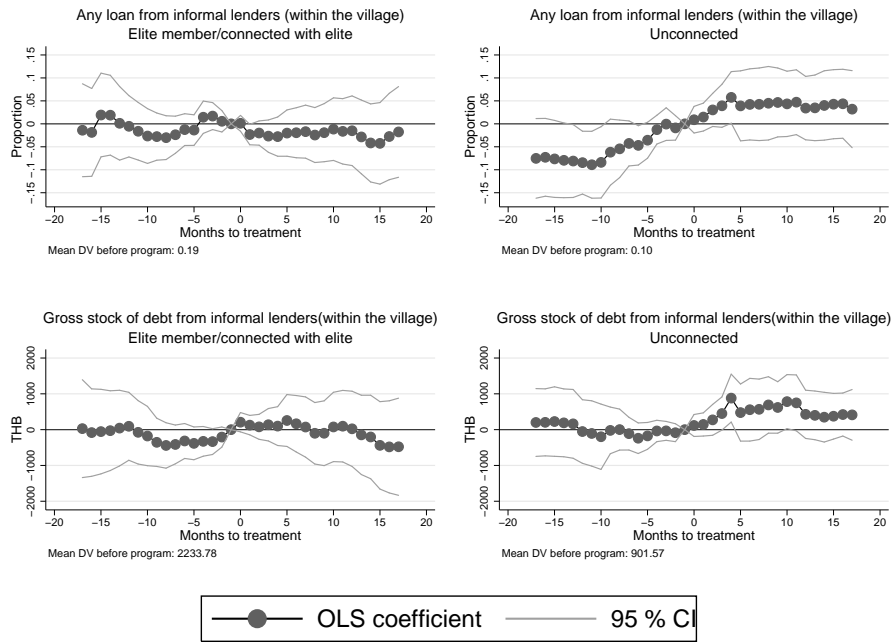 Any loan from informal lenders (within the village)
Elite member/connected with elite
Proportion
.15
.1
.05
0
-.05
-.1
-.15
−20 −15 −10 −5 0 5 10 15 20
Months to treatment
Mean DV before program: 0.19
Any loan from informal lenders (within the village)
Unconnected
Proportion
.15
.1
.05
0
-.05
-.1
-.15
−20 −15 −10 −5 0 5 10 15 20
Months to treatment
Mean DV before program: 0.10
Gross stock of debt from informal lenders(within the village)
Elite member/connected with elite
THB
2000
1000
0
−1000
−2000
−20 −15 −10 −5 0 5 10 15 20
Months to treatment
Mean DV before program: 2233.78
Gross stock of debt from informal lenders(within the village)
Unconnected
THB
2000
1000
0
−1000
−2000
−20 −15 −10 −5 0 5 10 15 20
Months to treatment
Mean DV before program: 901.57
OLS coefficient 95 % CI